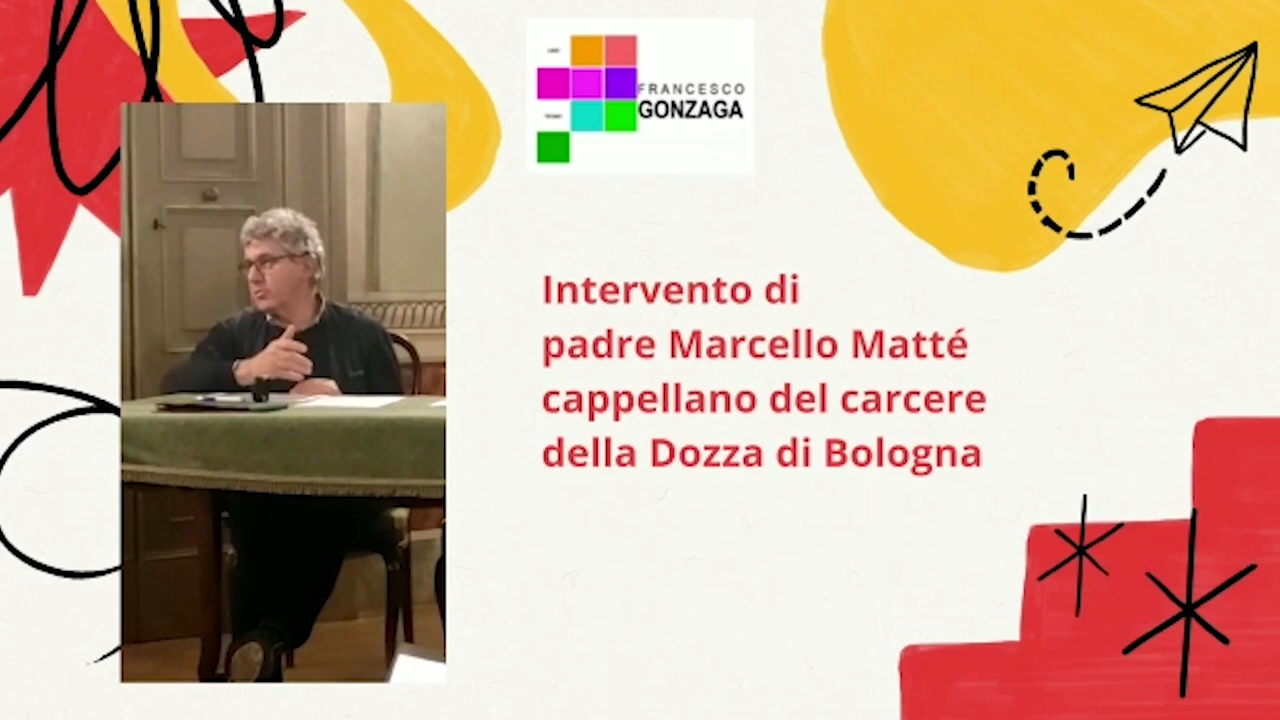 FRANCESCO
GONZAGA
Intervento di
padre Marcello Matté
cappellano del carcere
della Dozza di Bologna